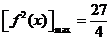 [f²(x)]max = 27/4